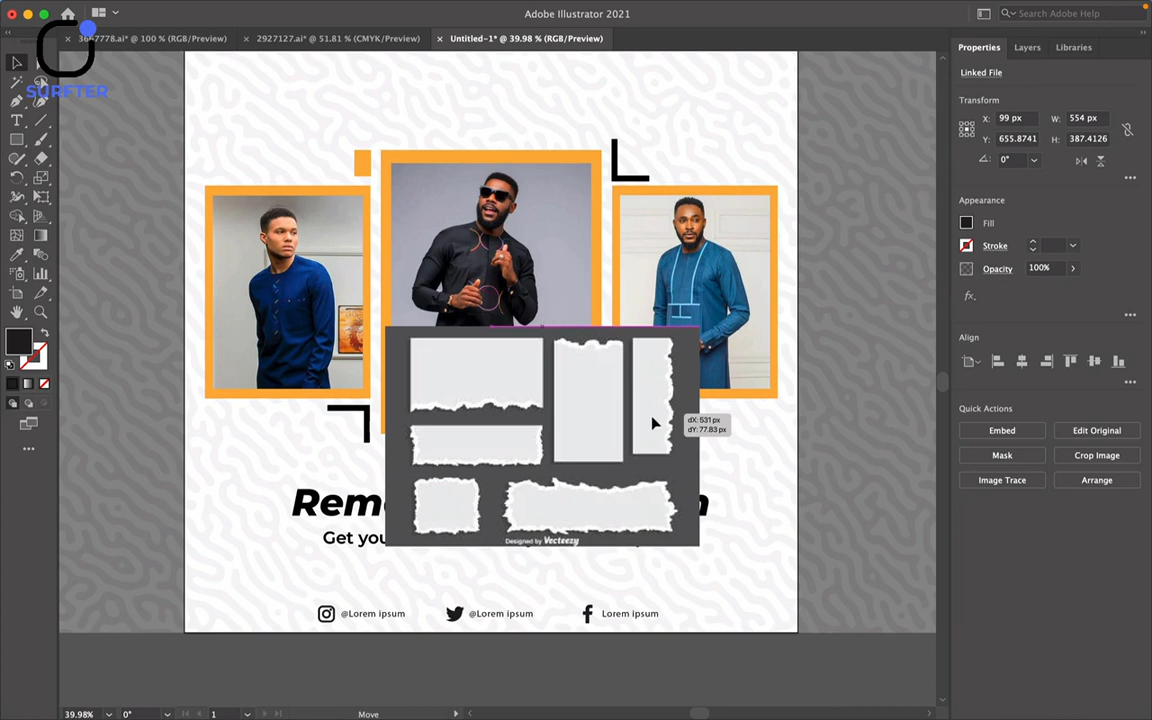 Adobe Illustrator 2021
Search Adobe Help
7778.ai* @ 100 % (RGB/Preview)
2927127.ai* @ 51.81 % (CMYK/Preview)
Untitled-1* @ 39.98 % (RGB/Preview)
SURFTER
Properties
Layers
Libraries
Linked File
Transform
X: 99 px
W: 554 px
Y: 655.8741
H: 387.4126
0°
Appearance
Fill
Stroke
Opacity
100%
fx.
Align
Quick Actions
Embed
Edit Original
Mask
Crop Image
Image Trace
Arrange
dX: 531 px
dY: 77.83 px
Designed by Vecteezy
Get you
@Lorem ipsum
@Lorem ipsum
Lorem ipsum
39.98%
0°
1
Move